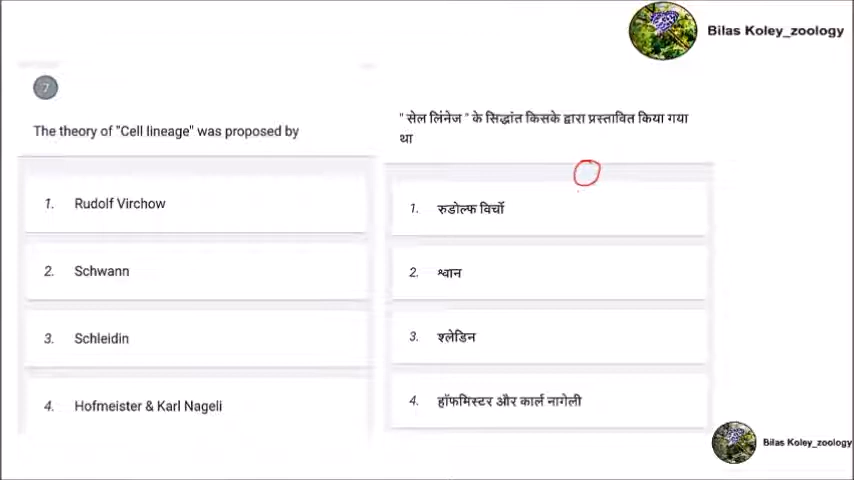 Bilas Koley_zoology
7
The theory of "Cell lineage" was proposed by
1. Rudolf Virchow
2. Schwann
3. Schleidin
4. Hofmeister & Karl Nageli
" सेल लिंनेज " के सिद्धांत किसके द्वारा प्रस्तावित किया गया
था
1. रुडोल्फ विर्चो
2. श्वान
3. श्लेडिन
4. हॉफमिस्टर और कार्ल नागेली
Bilas Koley_zoology